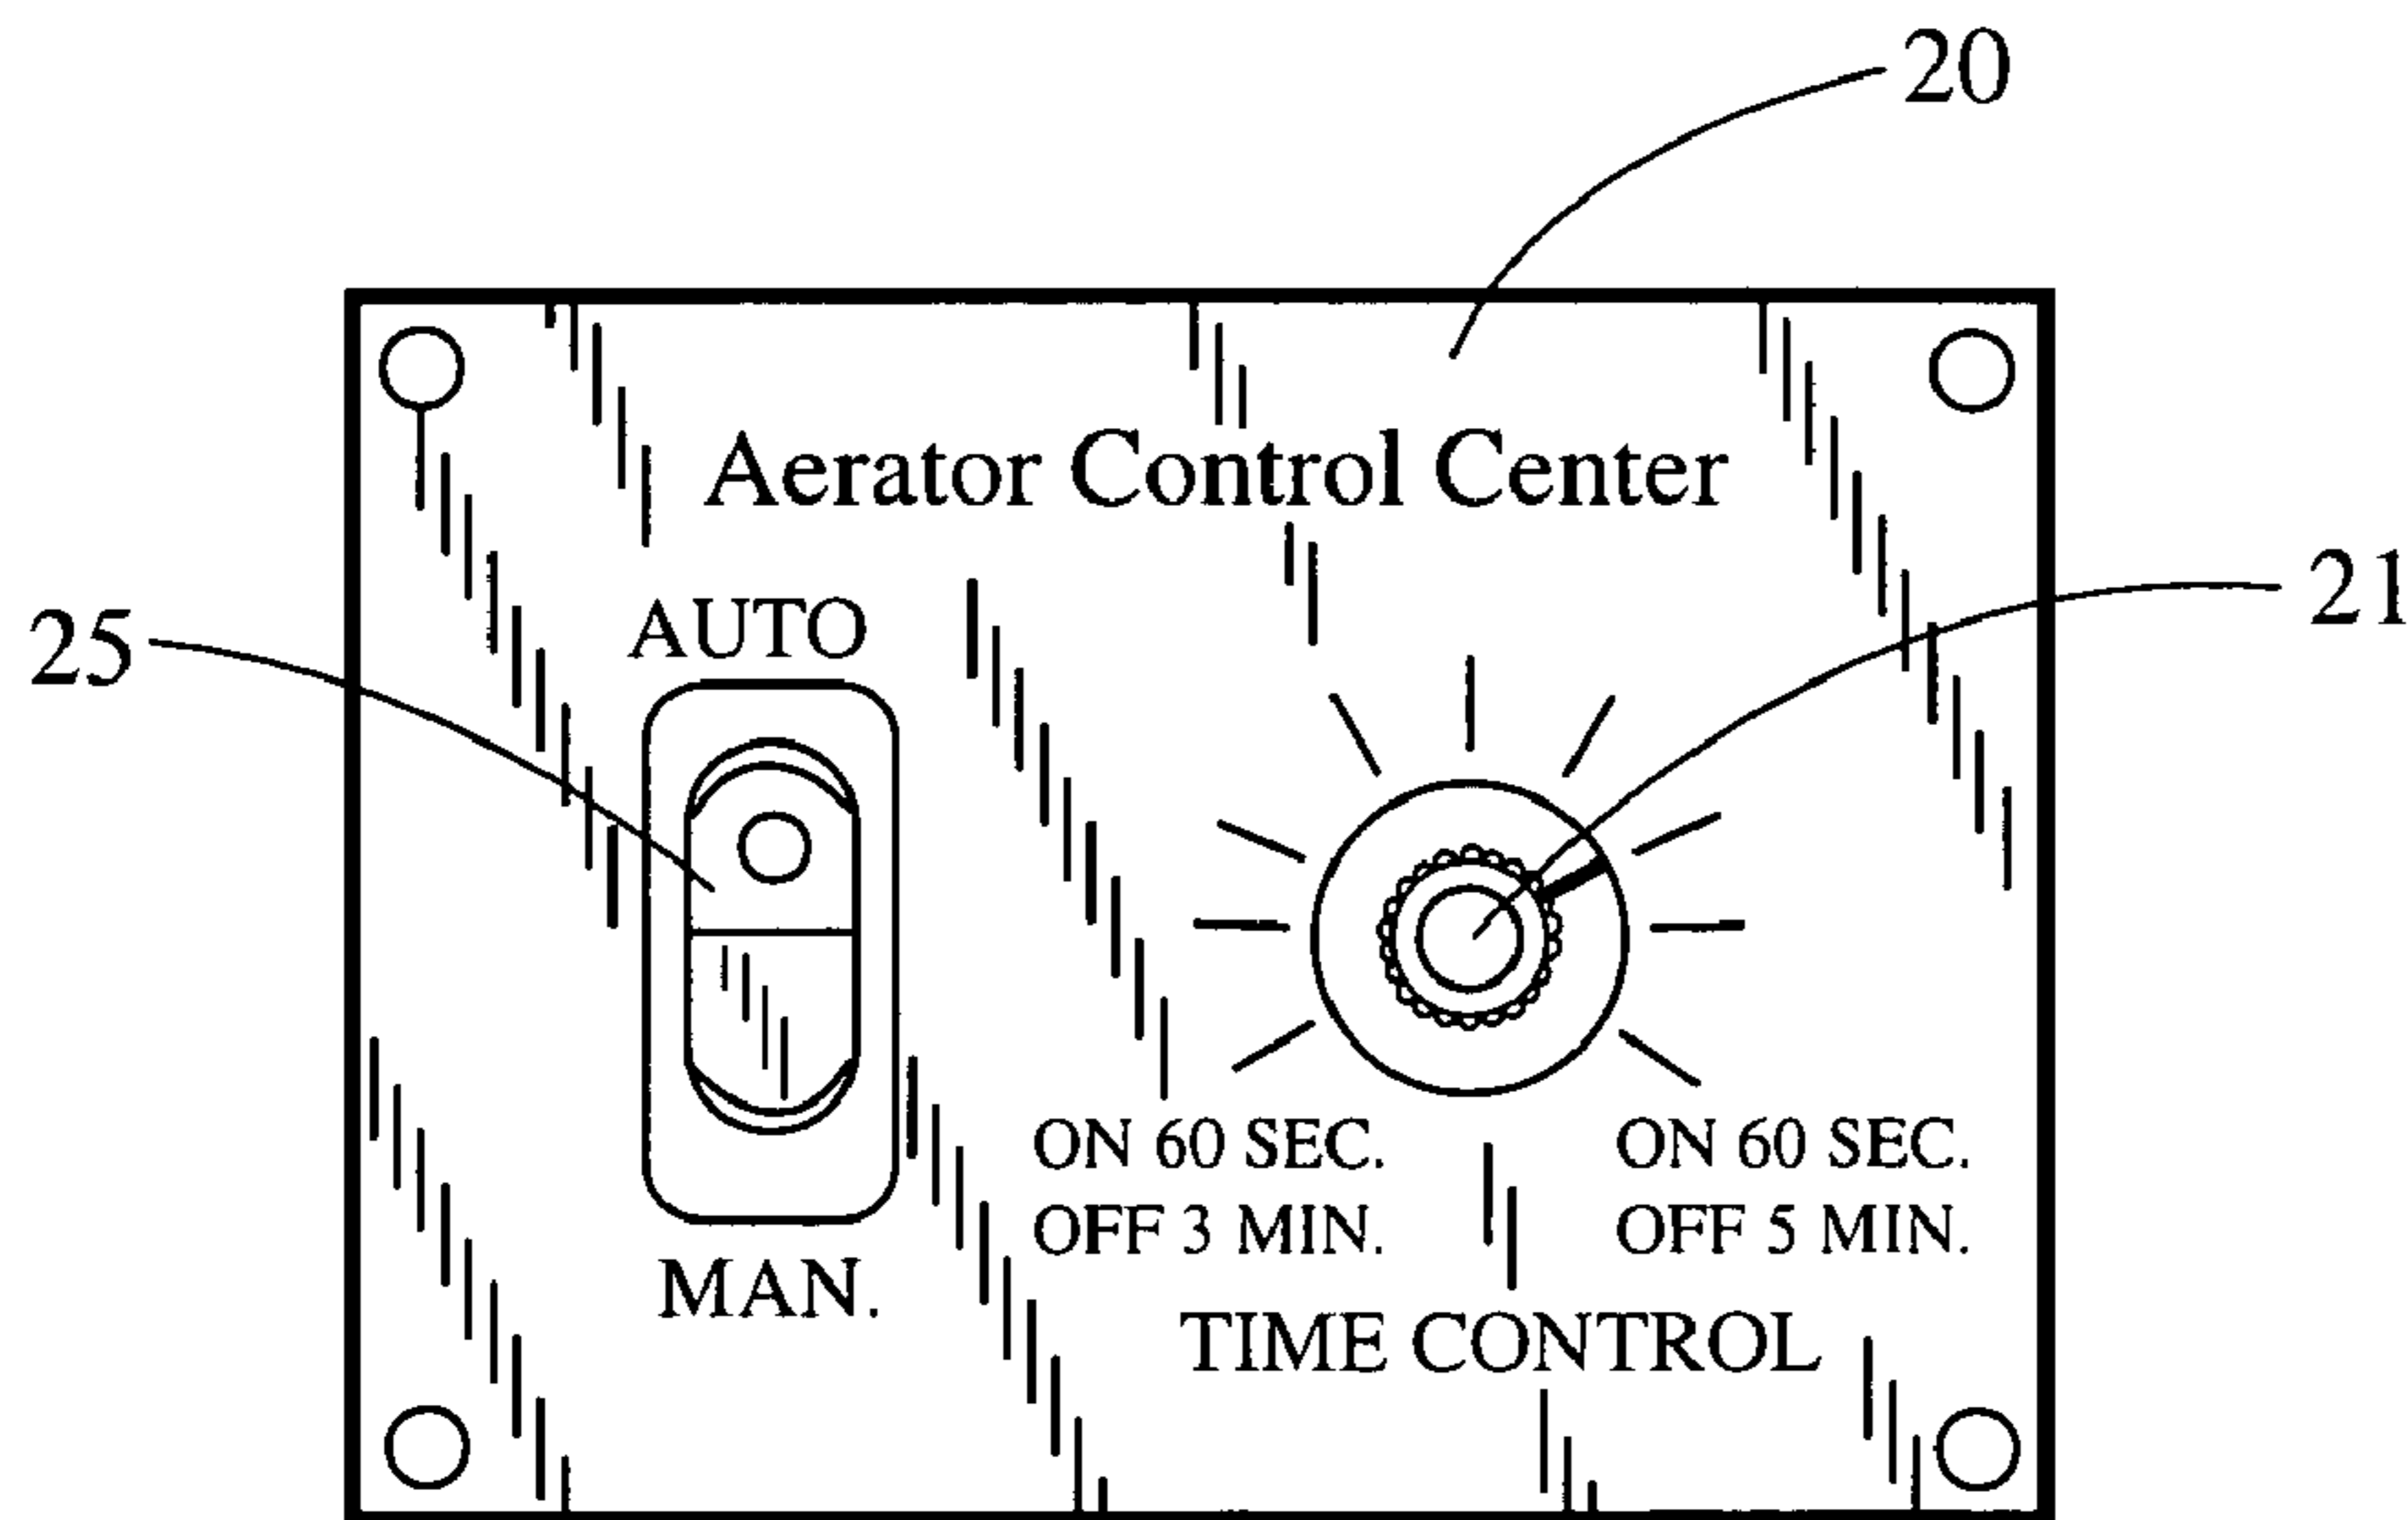 20
Aerator Control Center
21
25
AUTO
ON 60 SEC.
OFF 3 MIN.
ON 60 SEC.
OFF 5 MIN.
MAN.
TIME CONTROL